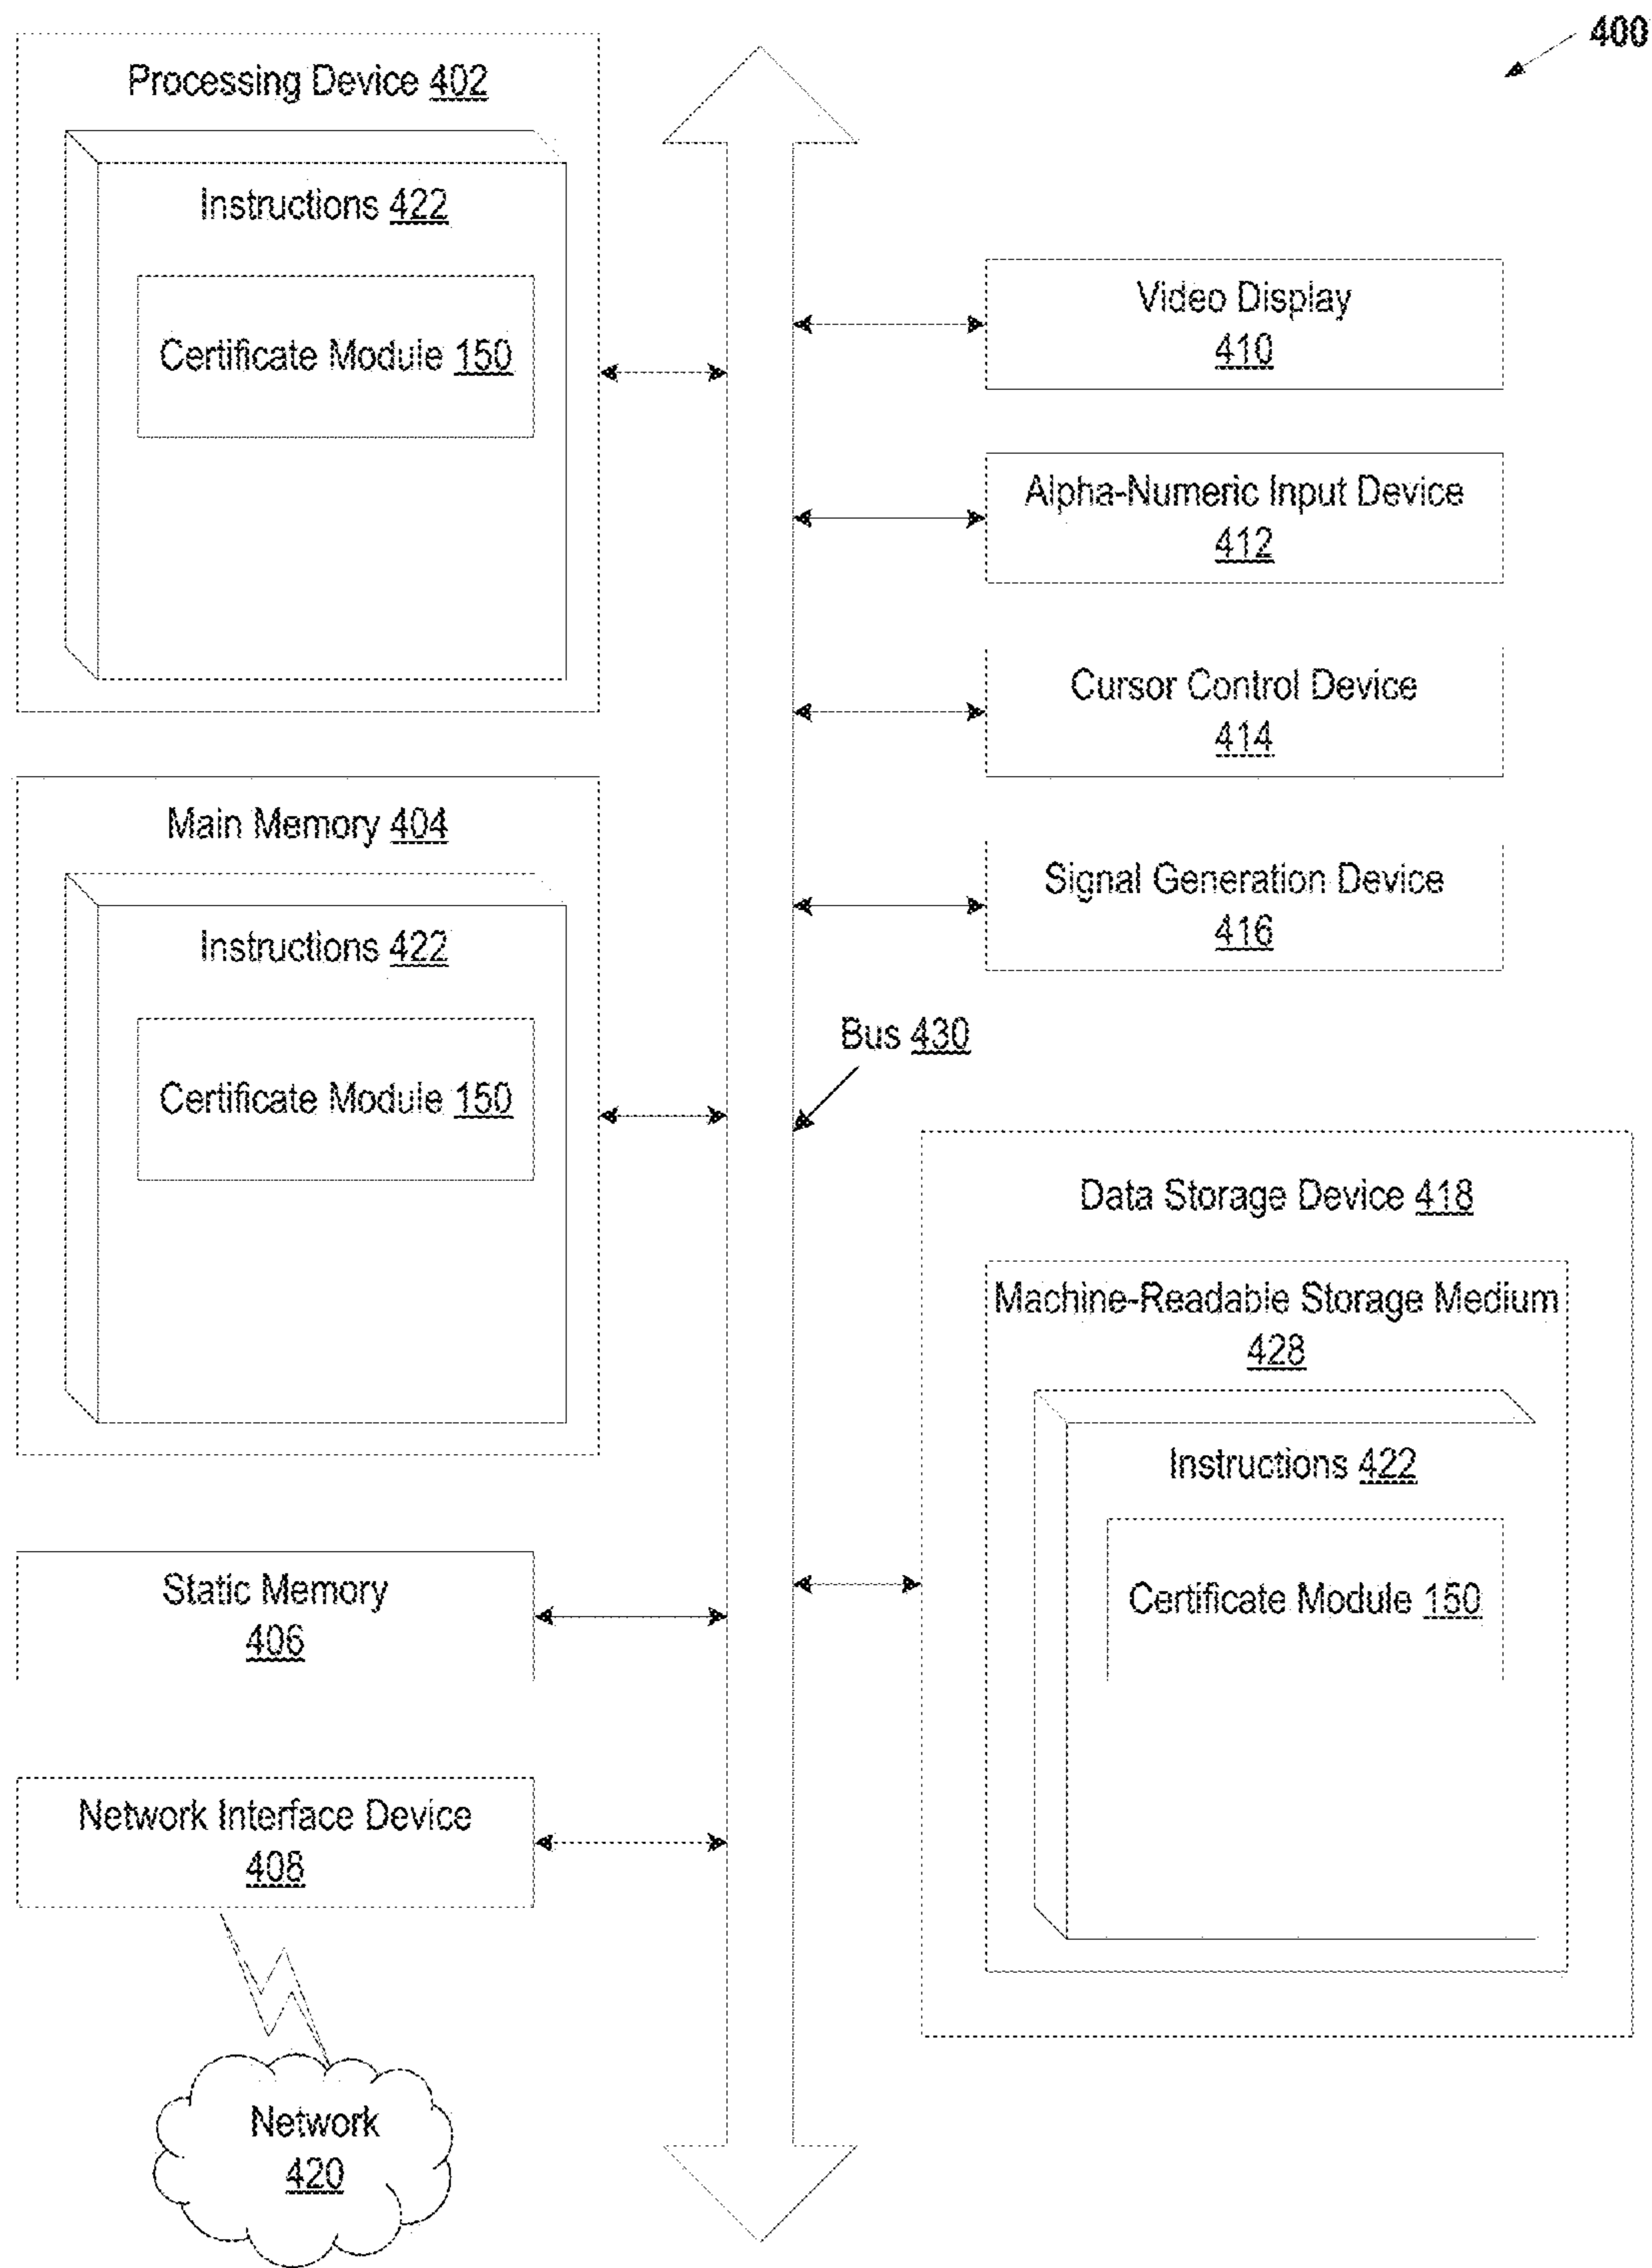 400
Processing Device 402
Instructions 422
Certificate Module 150
Main Memory 404
Instructions 422
Certificate Module 150
Static Memory
406
Network Interface Device
408
Network
420
Video Display
410
Alpha-Numeric Input Device
412
Cursor Control Device
414
Signal Generation Device
416
Bus 430
Data Storage Device 418
Machine-Readable Storage Medium
428
Instructions 422
Certificate Module 150